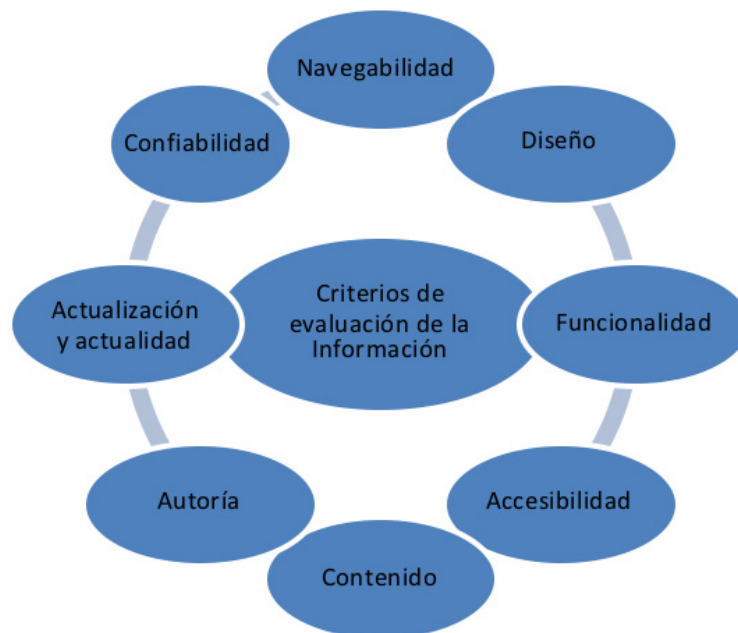 Navegabilidad
Diseño
Funcionalidad
Accesibilidad
Contenido
Autoría
Actualización
y actualidad
Confiabilidad
Criterios de
evaluación de la
Información